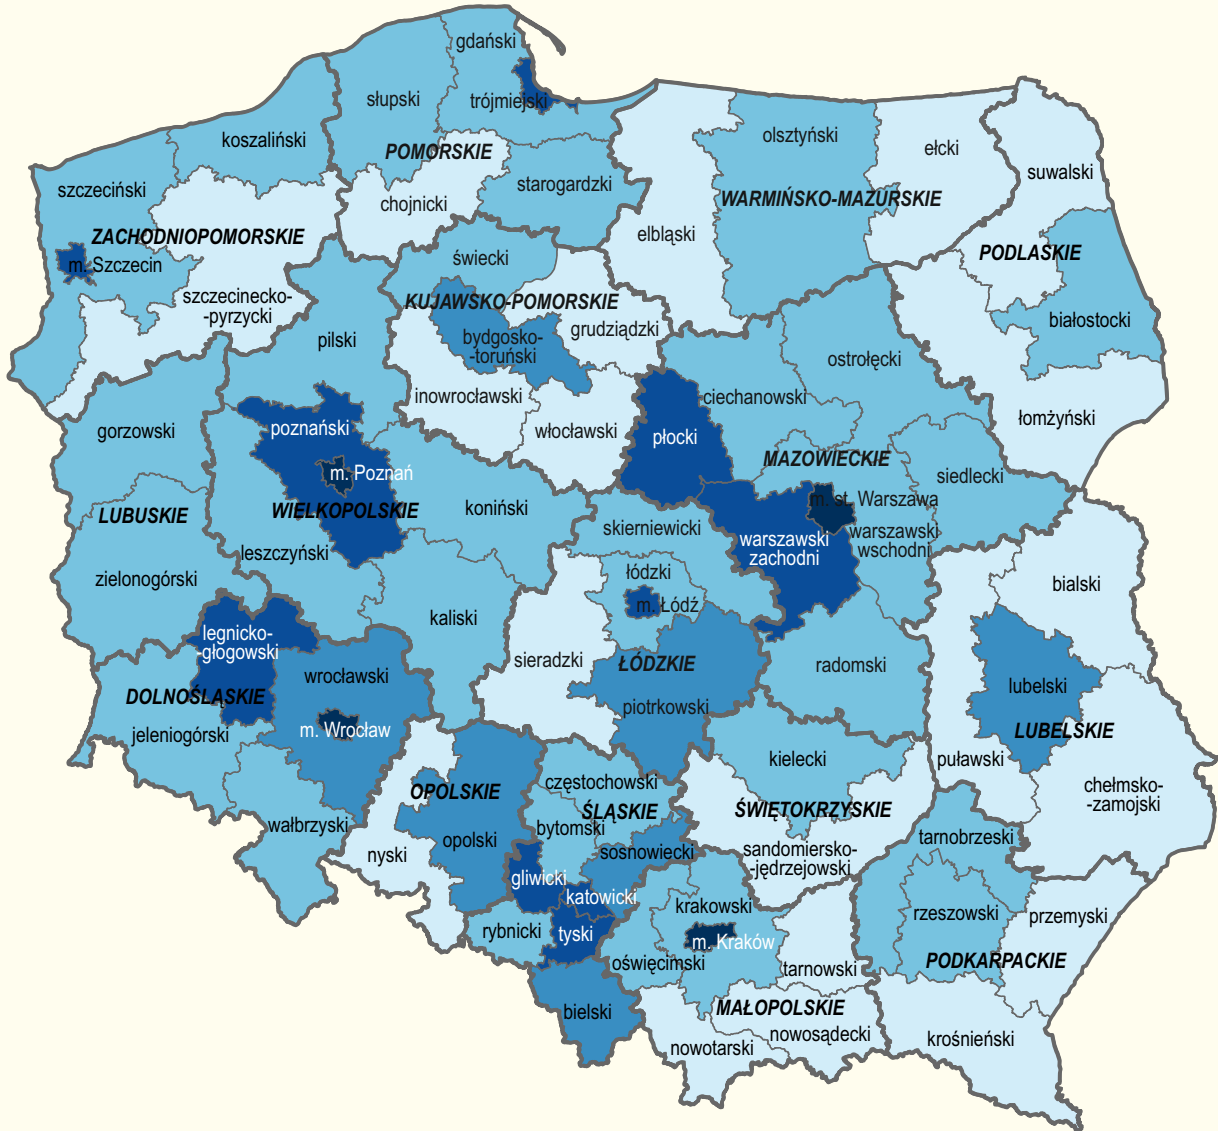 gdański
słupski
trójmiejski
koszaliński
olsztyński
ełcki
POMORSKIE
suwalski
szczeciński
starogardzki
WARMIŃSKO-MAZURSKIE
chojnicki
elbląski
ZACHODNIOPOMORSKIE
PODLASKIE
m. Szczecin
świecki
szczecinecko-
-pyrzycki
KUJAWSKO-POMORSKIE
białostocki
grudziądzki
bydgosko-
-toruński
pilski
ostrołęcki
inowrocławski
ciechanowski
łomżyński
gorzowski
poznański
włocławski
płocki
MAZOWIECKIE
m. Poznań
siedlecki
m. st. Warszawa
LUBUSKIE
WIELKOPOLSKIE
koniński
skierniewicki
warszawski
zachodni
warszawski
wschodni
leszczyński
zielonogórski
łódzki
bialski
m. Łódź
kaliski
legnicko-
-głogowski
sieradzki
ŁÓDZKIE
radomski
wrocławski
lubelski
DOLNOŚLĄSKIE
piotrkowski
m. Wrocław
LUBELSKIE
jeleniogórski
kielecki
puławski
częstochowski
chełmsko-
-zamojski
OPOLSKIE
ŚLĄSKIE
ŚWIĘTOKRZYSKIE
wałbrzyski
bytomski
opolski
tarnobrzeski
nyski
sosnowiecki
sandomiersko-
-jędrzejowski
gliwicki
katowicki
krakowski
rzeszowski
przemyski
rybnicki
tyski
m. Kraków
oświęcimski
tarnowski
PODKARPACKIE
bielski
MAŁOPOLSKIE
nowosądecki
nowotarski
krośnieński